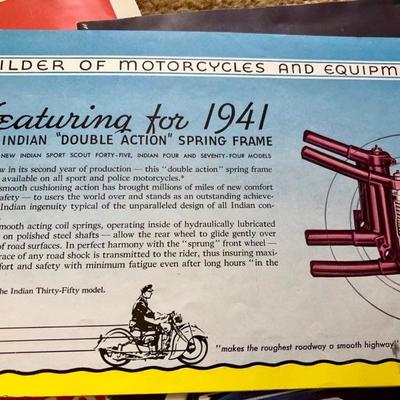 ILDER OF MOTORCYCLES AND EQUIPM
eaturing for 1941
INDIAN "DOUBLE ACTION" SPRING FRAME
NEW INDIAN SPORT SCOUT FORTY-FIVE, INDIAN FOUR AND SEVENTY-FOUR MODELS
w in its second year of production — this "double action" spring frame
available on all sport and police motorcycles.*
smooth cushioning action has brought millions of miles of new comfort
afety — to users the world over and stands as an outstanding achieve-
Indian ingenuity typical of the unparalleled design of all Indian con-
mooth acting coil springs, operating inside of hydraulically lubricated
on polished steel shafts — allow the rear wheel to glide gently over
of road surfaces. In perfect harmony with the "sprung" front wheel —
race of any road shock is transmitted to the rider, thus insuring maxi-
fort and safety with minimum fatigue even after long hours "in the
he Indian Thirty-Fifty model.
"makes the roughest roadway a smooth highway"